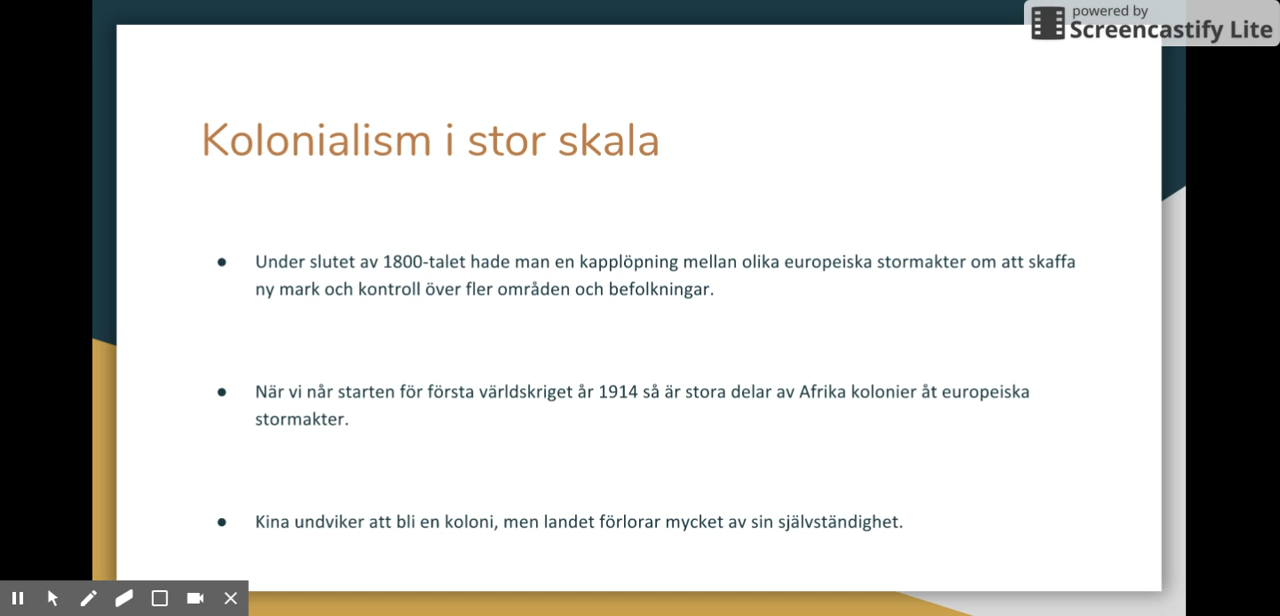 powered by
Screencastify Lite
Kolonialism i stor skala
● Under slutet av 1800-talet hade man en kapplöpning mellan olika europeiska stormakter om att skaffa
ny mark och kontroll över fler områden och befolkningar.
● När vi når starten för första världskriget år 1914 så är stora delar av Afrika kolonier åt europeiska
stormakter.
● Kina undviker att bli en koloni, men landet förlorar mycket av sin självständighet.